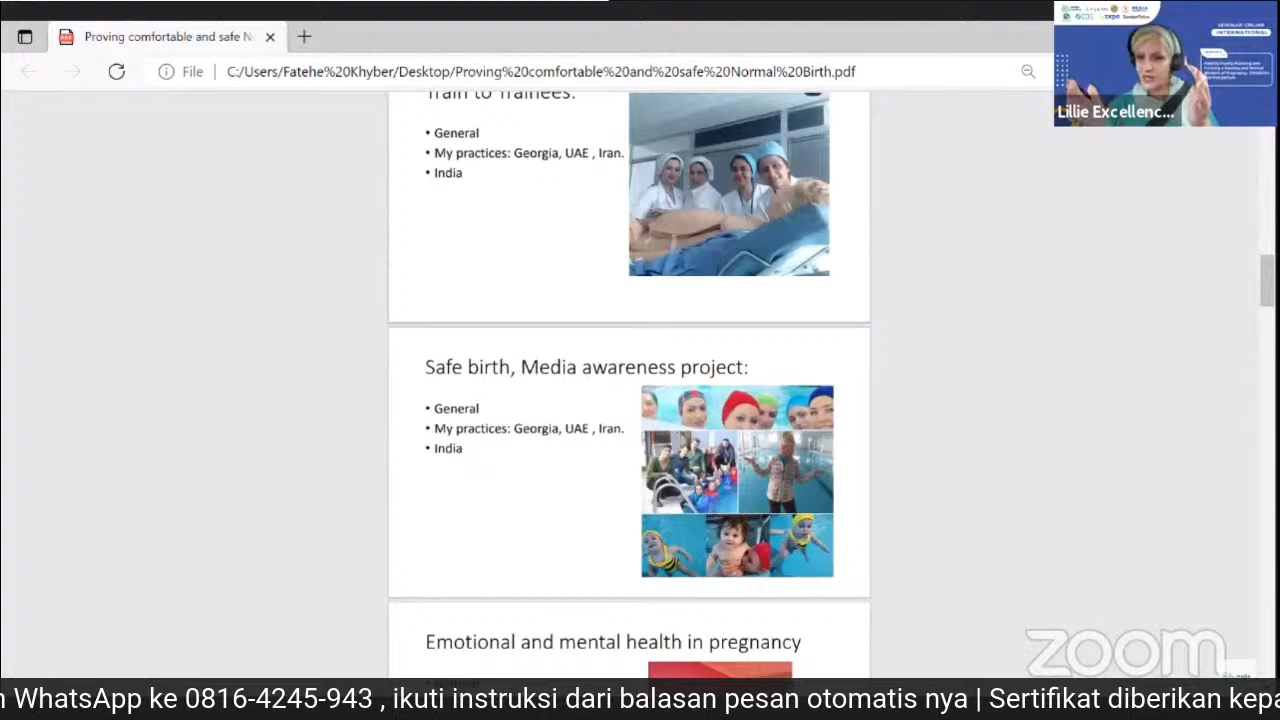 Proving comfortable and safe N
File
C:/Users/Fatehe%20Kerber/Desktop/Proving%20comfortable%20and%20safe%20Normal%20Birth.pdf
Train to Trainees:
• General
• My practices: Georgia, UAE , Iran.
• India
Safe birth, Media awareness project:
• General
• My practices: Georgia, UAE , Iran.
• India
Emotional and mental health in pregnancy
INTERNATIONAL
Lillie Excellenc...
zoom
WhatsApp ke 0816-4245-943 , ikuti instruksi dari balasan pesan otomatis nya | Sertifikat diberikan kepa